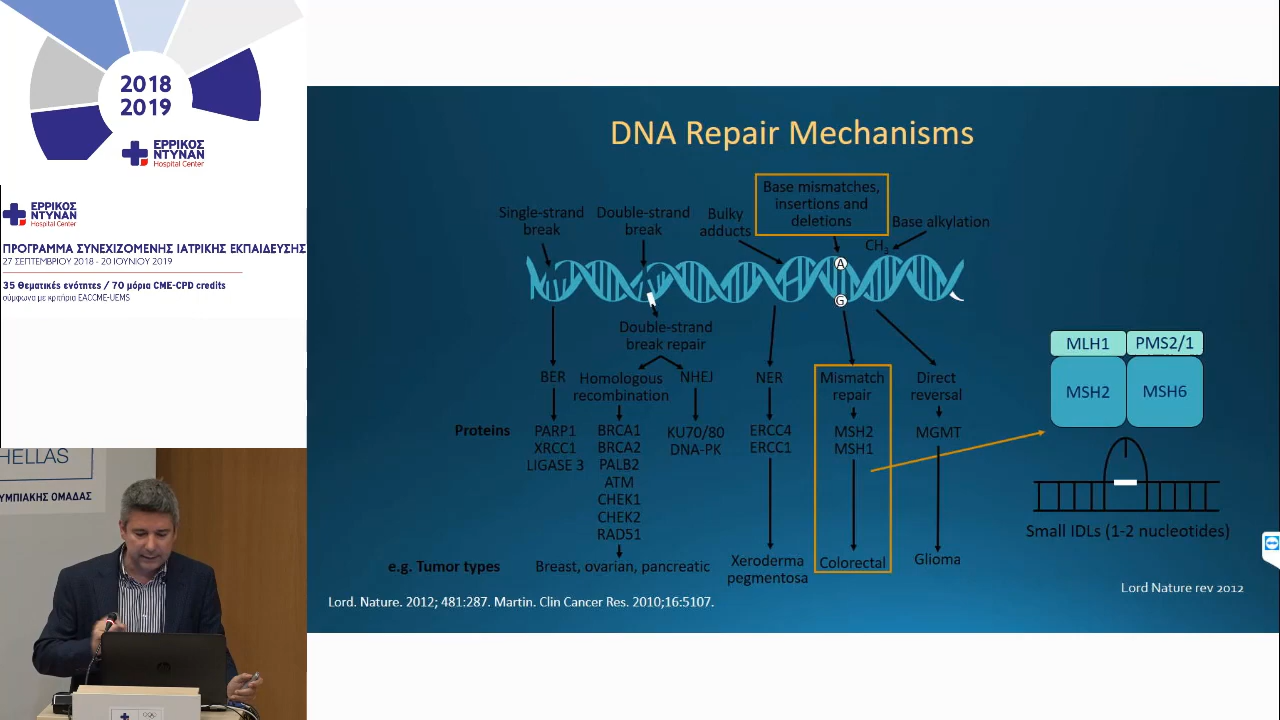 2018
2019
ΕΡΡΙΚΟΣ
ΝΤΥΝΑΝ
Hospital Center
ΕΡΡΙΚΟΣ
ΝΤΥΝΑΝ
Hospital Center
ΠΡΟΓΡΑΜΜΑ ΣΥΝΕΧΙΖΟΜΕΝΗΣ ΙΑΤΡΙΚΗΣ ΕΚΠΑΙΔΕΥΣΗΣ
27 ΣΕΠΤΕΜΒΡΙΟΥ 2018 - 20 ΙΟΥΝΙΟΥ 2019
35 Θεματικές ενότητες / 70 μόρια CME-CPD credits
σύμφωνα με κριτήρια EACCME-UEMS
HELLAS
ΥΜΠΙΑΚΗΣ ΟΜΑΔΑΣ
DNA Repair Mechanisms
Single-strand
break
Double-strand
break
Bulky
adducts
Base mismatches,
insertions and
deletions
Base alkylation
CH3
A
G
Double-strand
break repair
BER
Homologous
recombination
NHEJ
NER
Mismatch
repair
Direct
reversal
Proteins
PARP1
XRCC1
LIGASE 3
BRCA1
BRCA2
PALB2
ATM
CHEK1
CHEK2
RAD51
KU70/80
DNA-PK
ERCC4
ERCC1
MSH2
MSH1
MGMT
e.g. Tumor types
Breast, ovarian, pancreatic
Xeroderma
pegmentosa
Colorectal
Glioma
MLH1
PMS2/1
MSH2
MSH6
Small IDLs (1-2 nucleotides)
Lord Nature rev 2012
Lord. Nature. 2012; 481:287. Martin. Clin Cancer Res. 2010;16:5107.